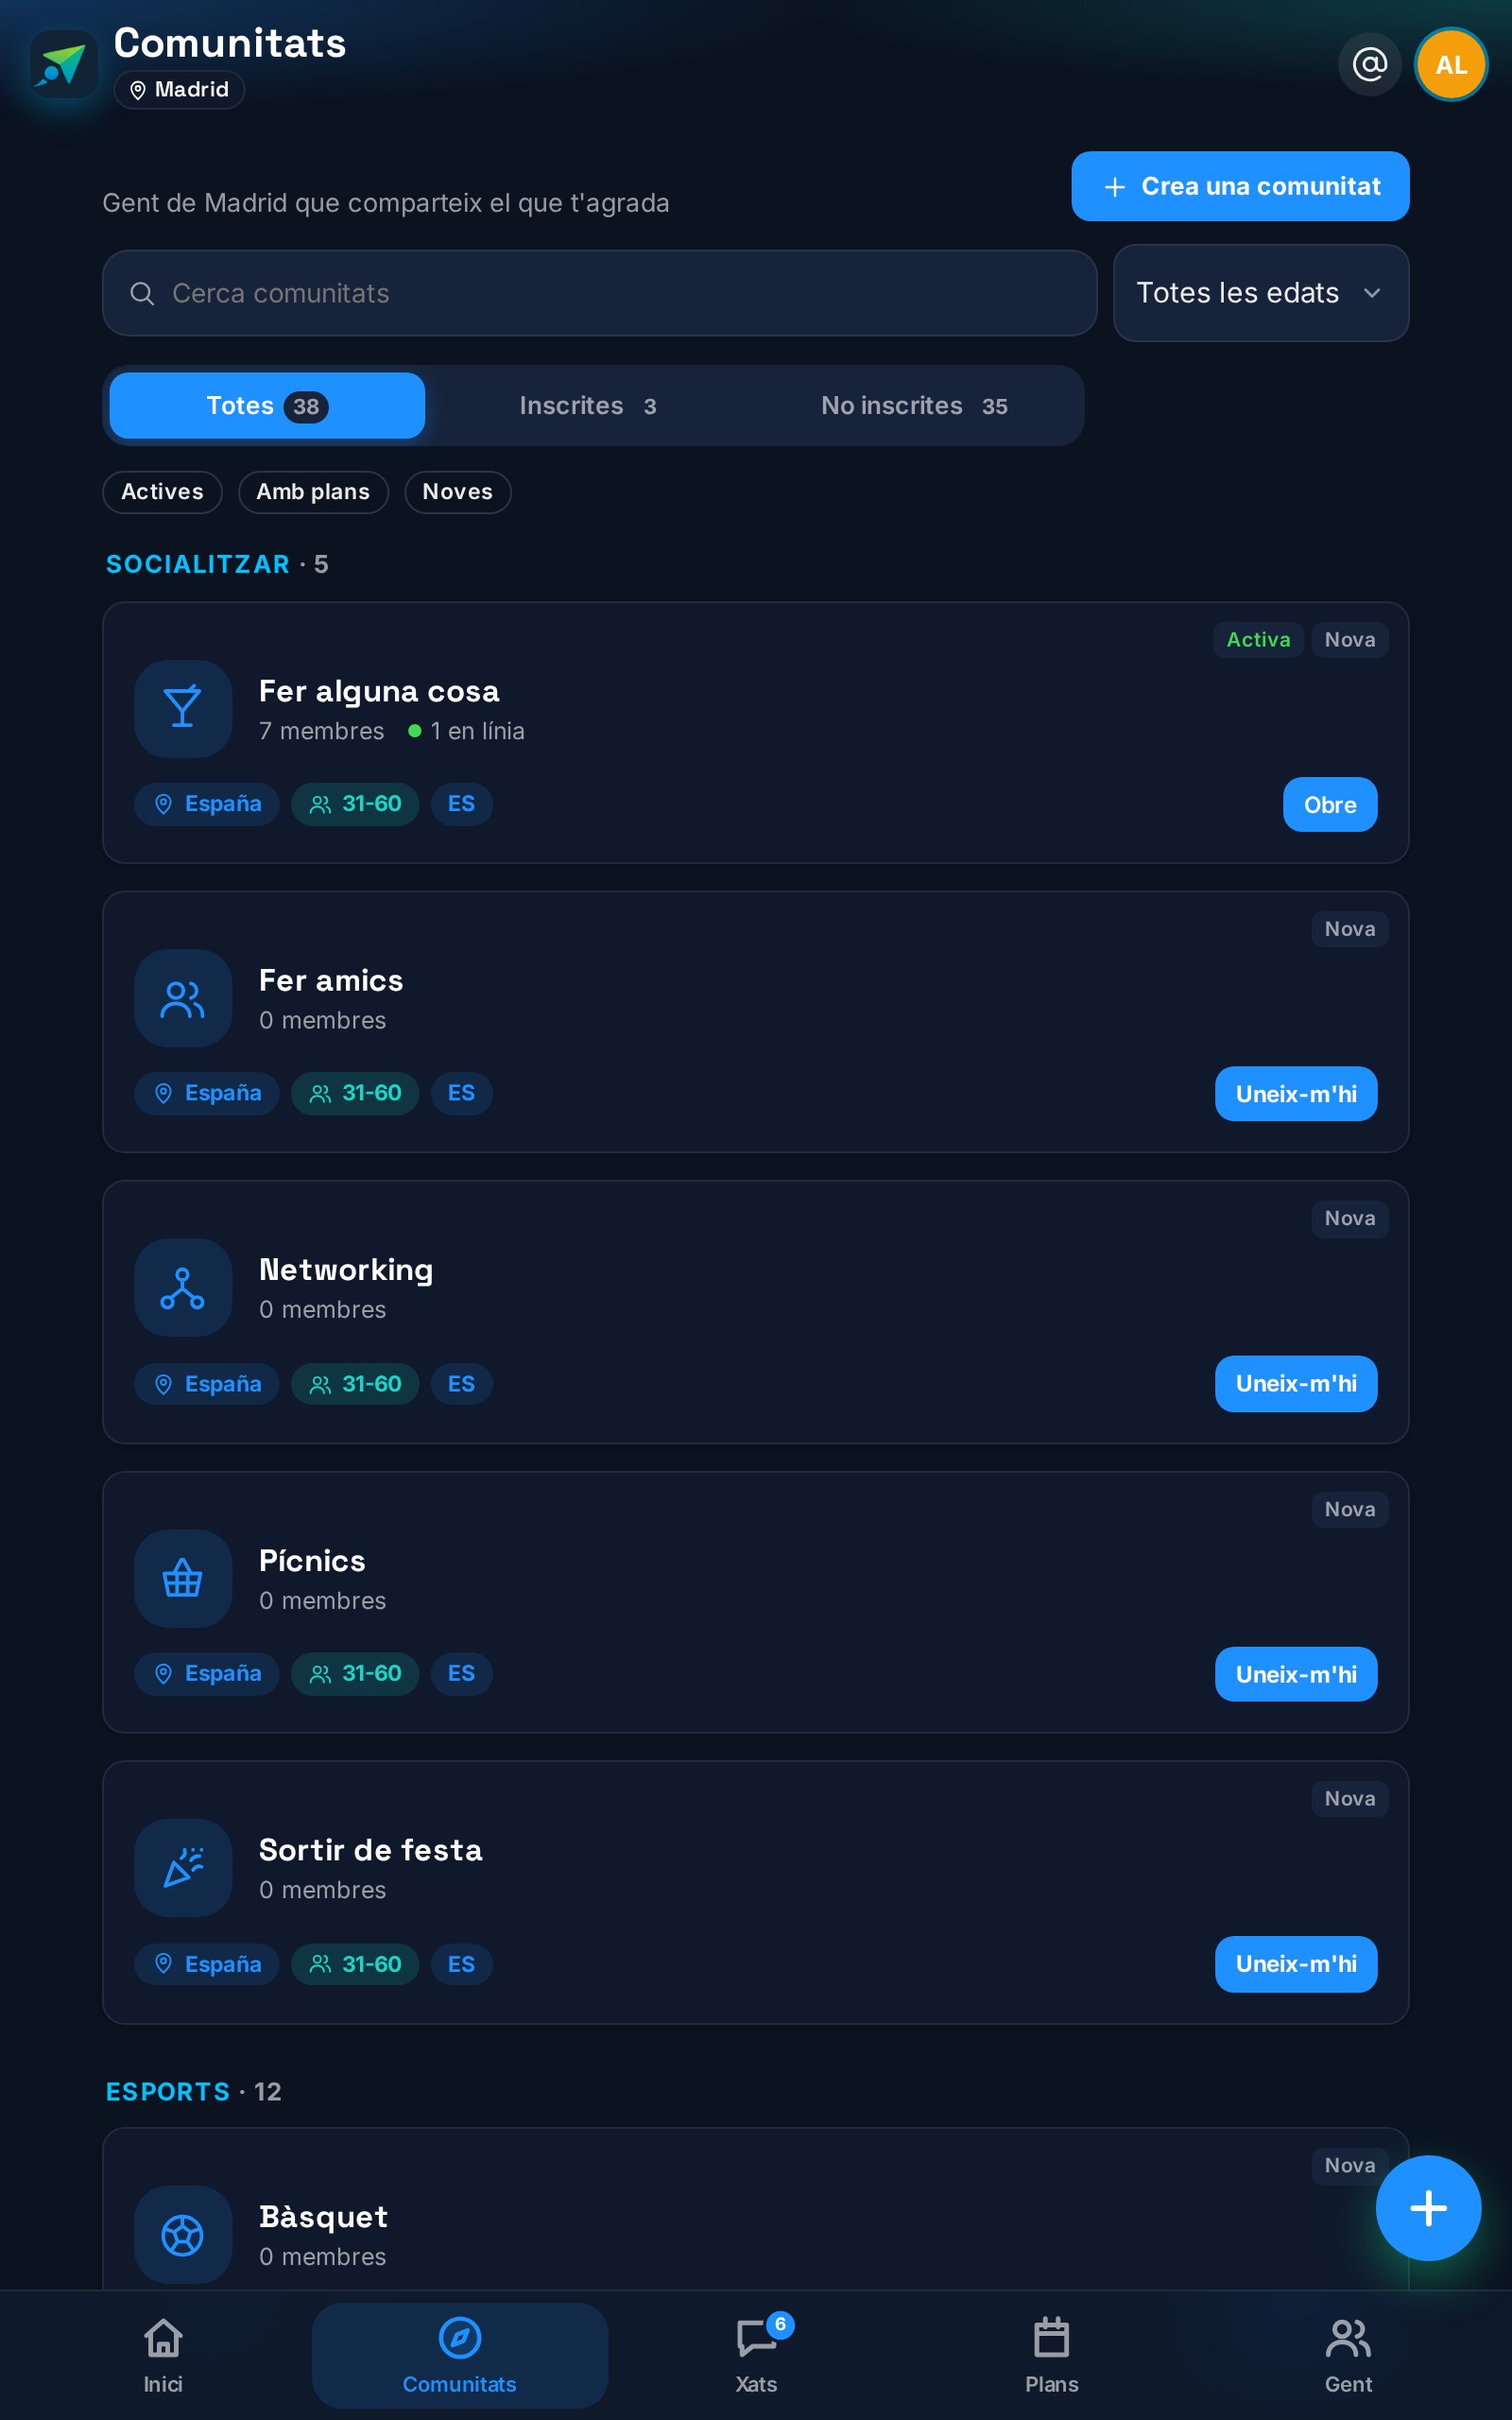 Comunitats
Madrid
@
AL
Gent de Madrid que comparteix el que t'agrada
+ Crea una comunitat
Cerca comunitats
Totes les edats
Totes 38
Inscrites 3
No inscrites 35
Actives
Amb plans
Noves
SOCIALITZAR · 5
Activa
Nova
Fer alguna cosa
7 membres
1 en línia
España
31-60
ES
Obre
Nova
Fer amics
0 membres
España
31-60
ES
Uneix-m'hi
Nova
Networking
0 membres
España
31-60
ES
Uneix-m'hi
Nova
Pícnics
0 membres
España
31-60
ES
Uneix-m'hi
Nova
Sortir de festa
0 membres
España
31-60
ES
Uneix-m'hi
ESPORTS · 12
Nova
Bàsquet
0 membres
+
Inici
Comunitats
6
Xats
Plans
Gent